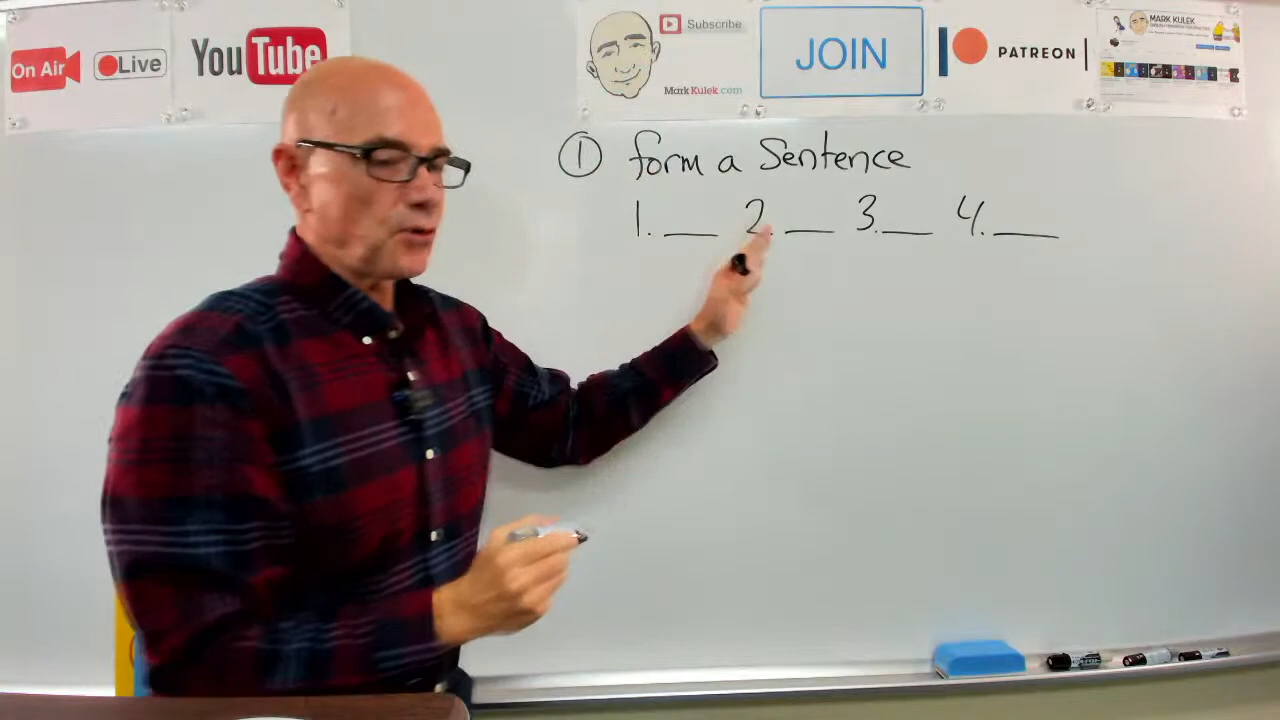 On Air
Live
YouTube
Subscribe
MarkKulek.com
JOIN
PATREON
MARK KULEK
① form a Sentence
1. __ 2. __ 3. __ 4. __